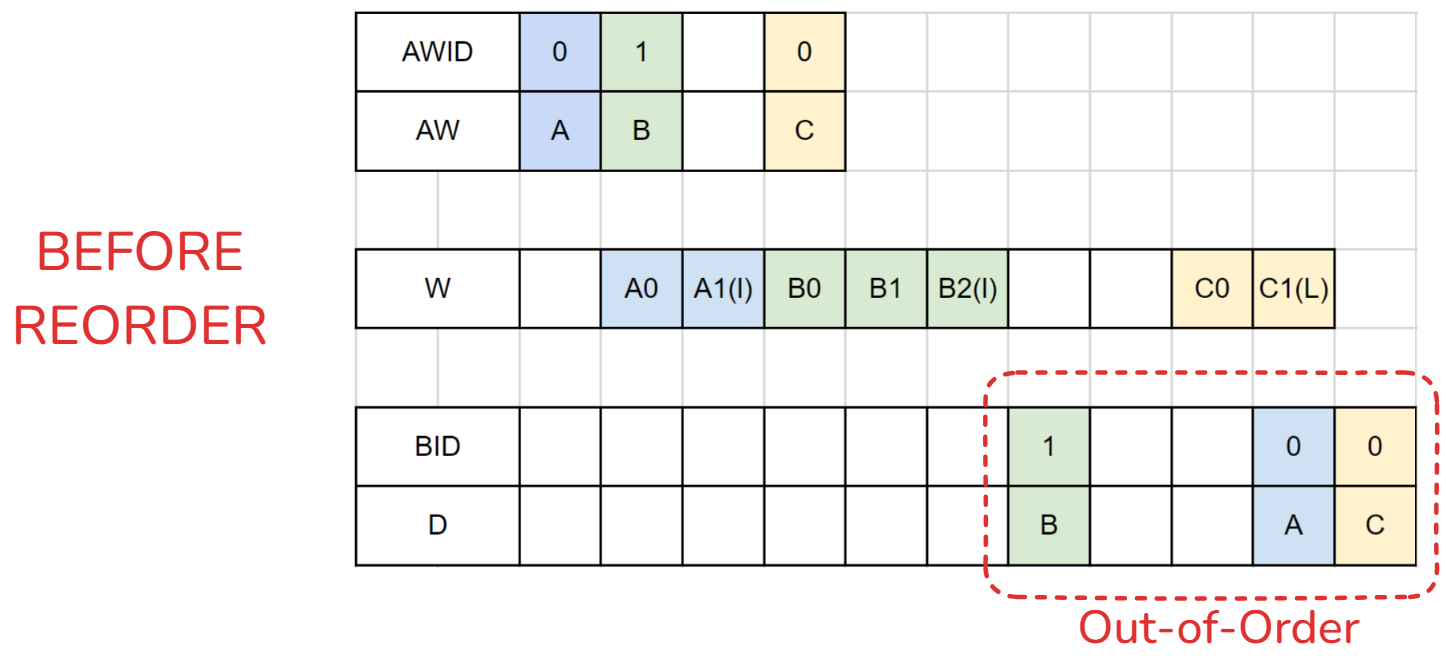 AWID 0 1 0
AW A B C
BEFORE
REORDER
W A0 A1(I) B0 B1 B2(I) C0 C1(L)
BID 1 0 0
D B A C
Out-of-Order